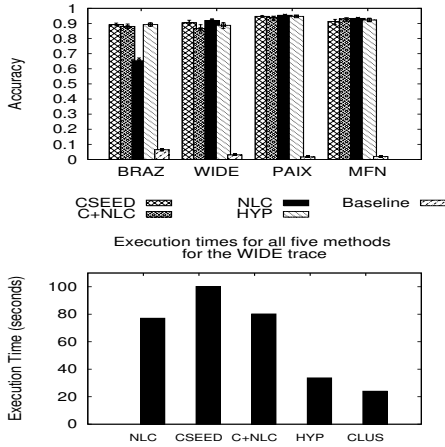 Accuracy
1
0.9
0.8
0.7
0.6
0.5
0.4
0.3
0.2
0.1
0
BRAZ WIDE PAIX MFN
CSEED NLC Baseline
C+NLC HYP
Execution times for all five methods
for the WIDE trace
Execution Time (seconds)
100
80
60
40
20
0
NLC CSEED C+NLC HYP CLUS